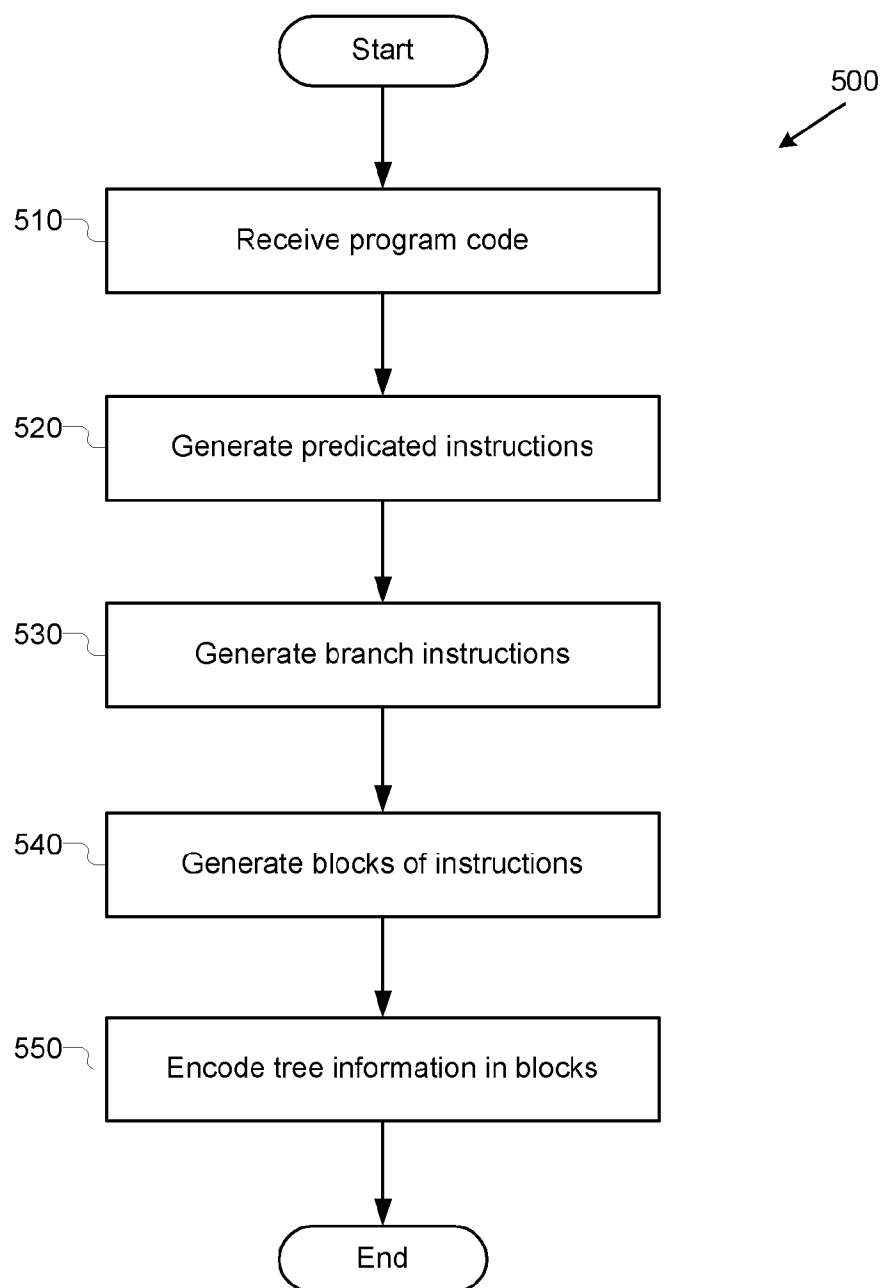 Start
500
510
Receive program code
520
Generate predicated instructions
530
Generate branch instructions
540
Generate blocks of instructions
550
Encode tree information in blocks
End